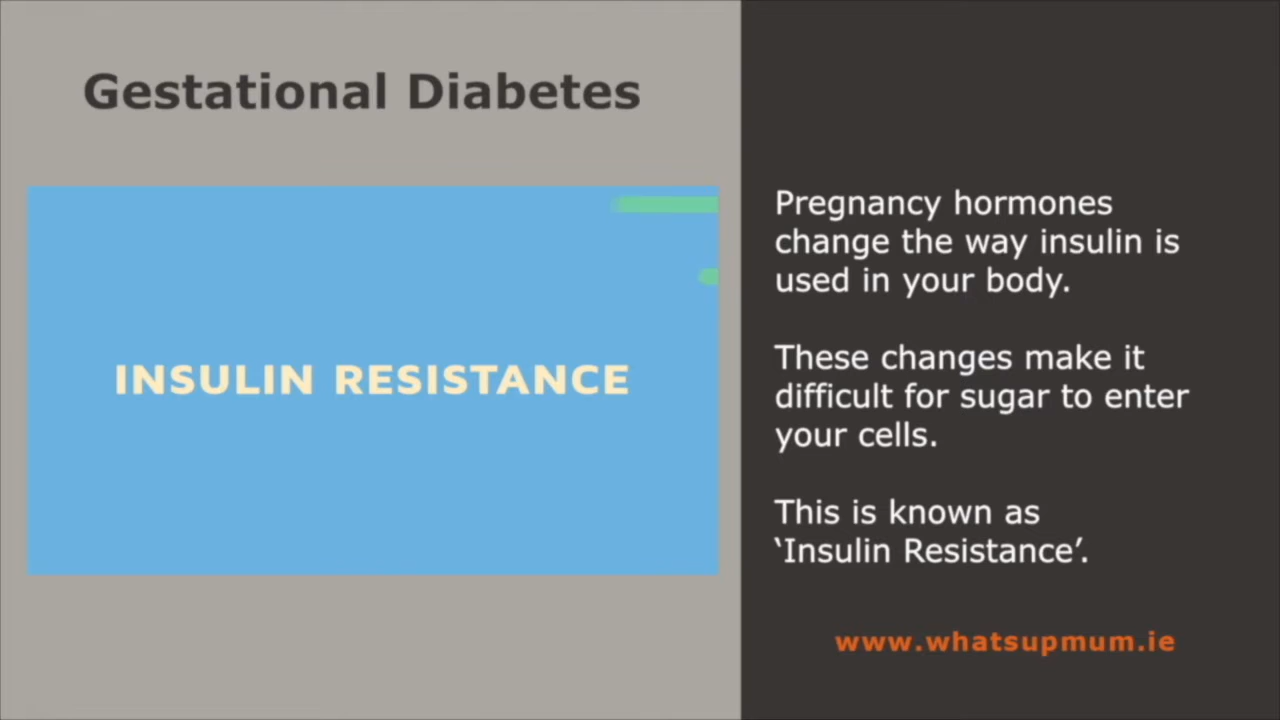 Gestational Diabetes
INSULIN RESISTANCE
Pregnancy hormones
change the way insulin is
used in your body.
These changes make it
difficult for sugar to enter
your cells.
This is known as
‘Insulin Resistance’.
www.whatsupmum.ie